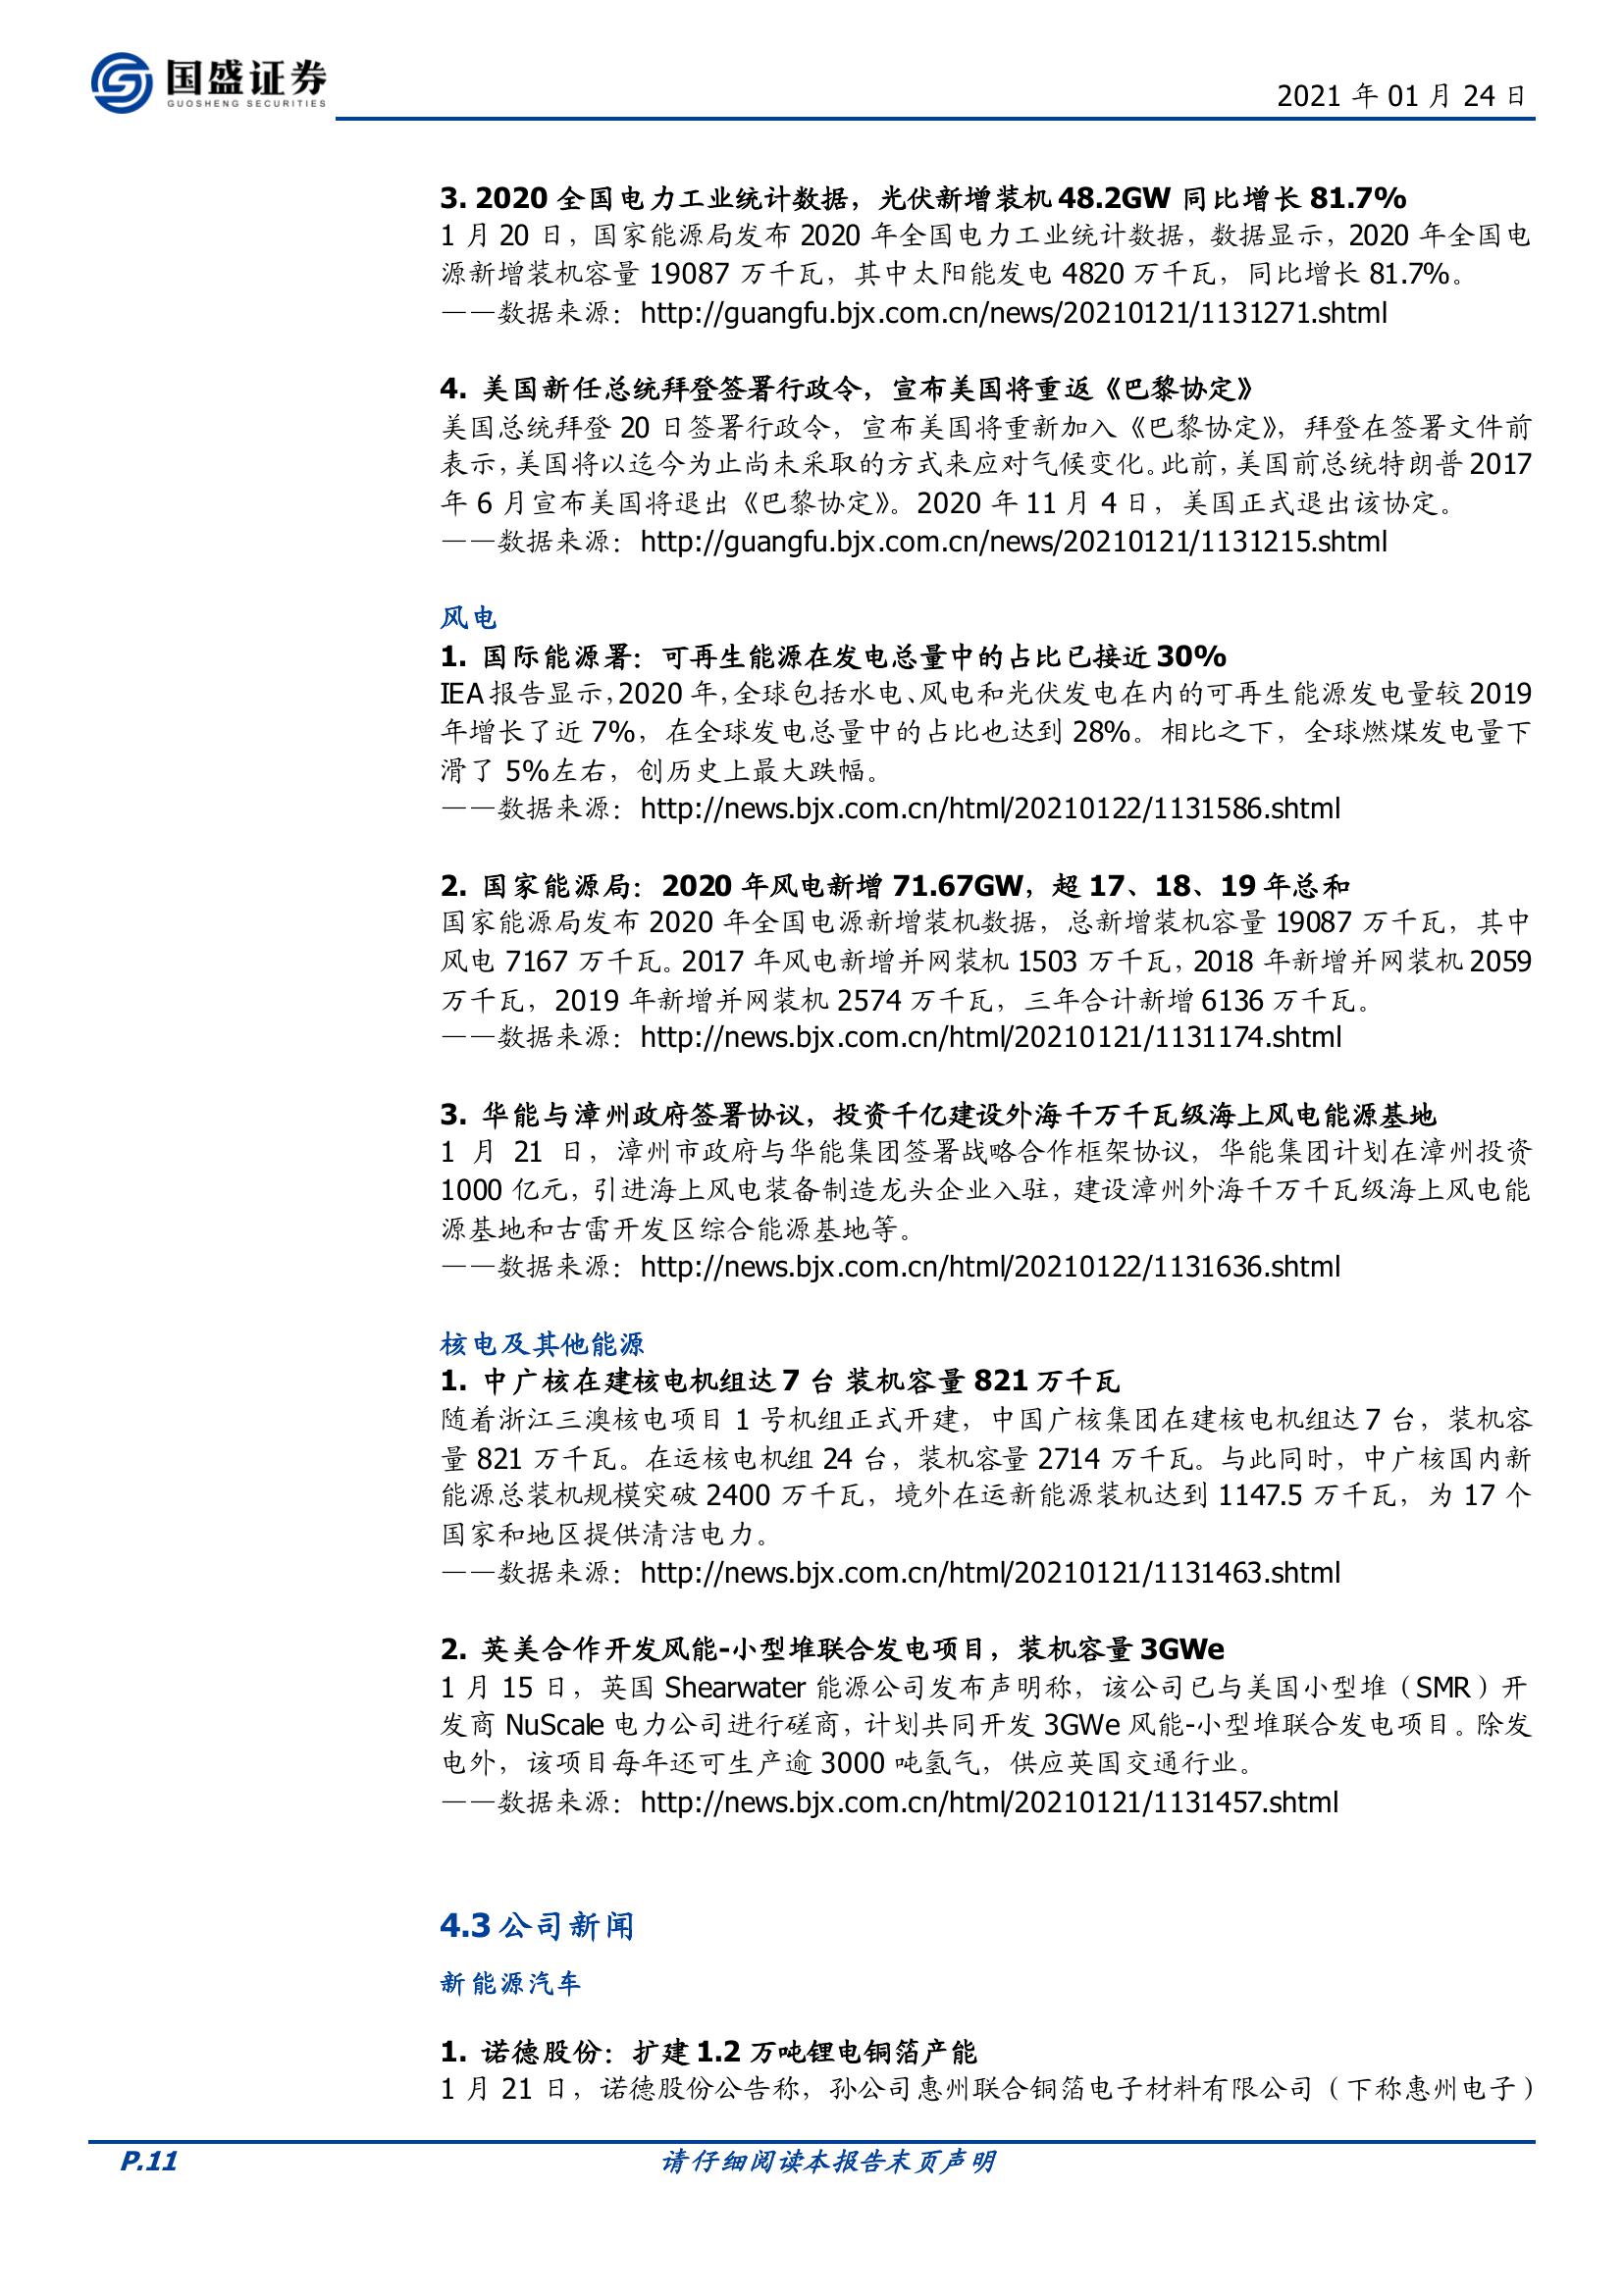 国盛证券
GUOSHENG SECURITIES
2021 年 01 月 24 日
3. 2020 全国电力工业统计数据，光伏新增装机 48.2GW 同比增长 81.7%
1 月 20 日，国家能源局发布 2020 年全国电力工业统计数据，数据显示，2020 年全国电
源新增装机容量 19087 万千瓦，其中太阳能发电 4820 万千瓦，同比增长 81.7%。
——数据来源：http://guangfu.bjx.com.cn/news/20210121/1131271.shtml
4. 美国新任总统拜登签署行政令，宣布美国将重返《巴黎协定》
美国总统拜登 20 日签署行政令，宣布美国将重新加入《巴黎协定》，拜登在签署文件前
表示，美国将以迄今为止尚未采取的方式来应对气候变化。此前，美国前总统特朗普 2017
年 6 月宣布美国将退出《巴黎协定》。2020 年 11 月 4 日，美国正式退出该协定。
——数据来源：http://guangfu.bjx.com.cn/news/20210121/1131215.shtml
风电
1. 国际能源署：可再生能源在发电总量中的占比已接近 30%
IEA 报告显示，2020 年，全球包括水电、风电和光伏发电在内的可再生能源发电量较 2019
年增长了近 7%，在全球发电总量中的占比也达到 28%。相比之下，全球燃煤发电量下
滑了 5%左右，创历史上最大跌幅。
——数据来源：http://news.bjx.com.cn/html/20210122/1131586.shtml
2. 国家能源局：2020 年风电新增 71.67GW，超 17、18、19 年总和
国家能源局发布 2020 年全国电源新增装机数据，总新增装机容量 19087 万千瓦，其中
风电 7167 万千瓦。2017 年风电新增并网装机 1503 万千瓦，2018 年新增并网装机 2059
万千瓦，2019 年新增并网装机 2574 万千瓦，三年合计新增 6136 万千瓦。
——数据来源：http://news.bjx.com.cn/html/20210121/1131174.shtml
3. 华能与漳州政府签署协议，投资千亿建设外海千万千瓦级海上风电能源基地
1 月 21 日，漳州市政府与华能集团签署战略合作框架协议，华能集团计划在漳州投资
1000 亿元，引进海上风电装备制造龙头企业入驻，建设漳州外海千万千瓦级海上风电能
源基地和古雷开发区综合能源基地等。
——数据来源：http://news.bjx.com.cn/html/20210122/1131636.shtml
核电及其他能源
1. 中广核在建核电机组达 7 台 装机容量 821 万千瓦
随着浙江三澳核电项目 1 号机组正式开建，中国广核集团在建核电机组达 7 台，装机容
量 821 万千瓦。在运核电机组 24 台，装机容量 2714 万千瓦。与此同时，中广核国内新
能源总装机规模突破 2400 万千瓦，境外在运新能源装机达到 1147.5 万千瓦，为 17 个
国家和地区提供清洁电力。
——数据来源：http://news.bjx.com.cn/html/20210121/1131463.shtml
2. 英美合作开发风能-小型堆联合发电项目，装机容量 3GWe
1 月 15 日，英国 Shearwater 能源公司发布声明称，该公司已与美国小型堆（SMR）开
发商 NuScale 电力公司进行磋商，计划共同开发 3GWe 风能-小型堆联合发电项目。除发
电外，该项目每年还可生产逾 3000 吨氢气，供应英国交通行业。
——数据来源：http://news.bjx.com.cn/html/20210121/1131457.shtml
4.3 公司新闻
新能源汽车
1. 诺德股份：扩建 1.2 万吨锂电铜箔产能
1 月 21 日，诺德股份公告称，孙公司惠州联合铜箔电子材料有限公司（下称惠州电子）
P.11
请仔细阅读本报告末页声明